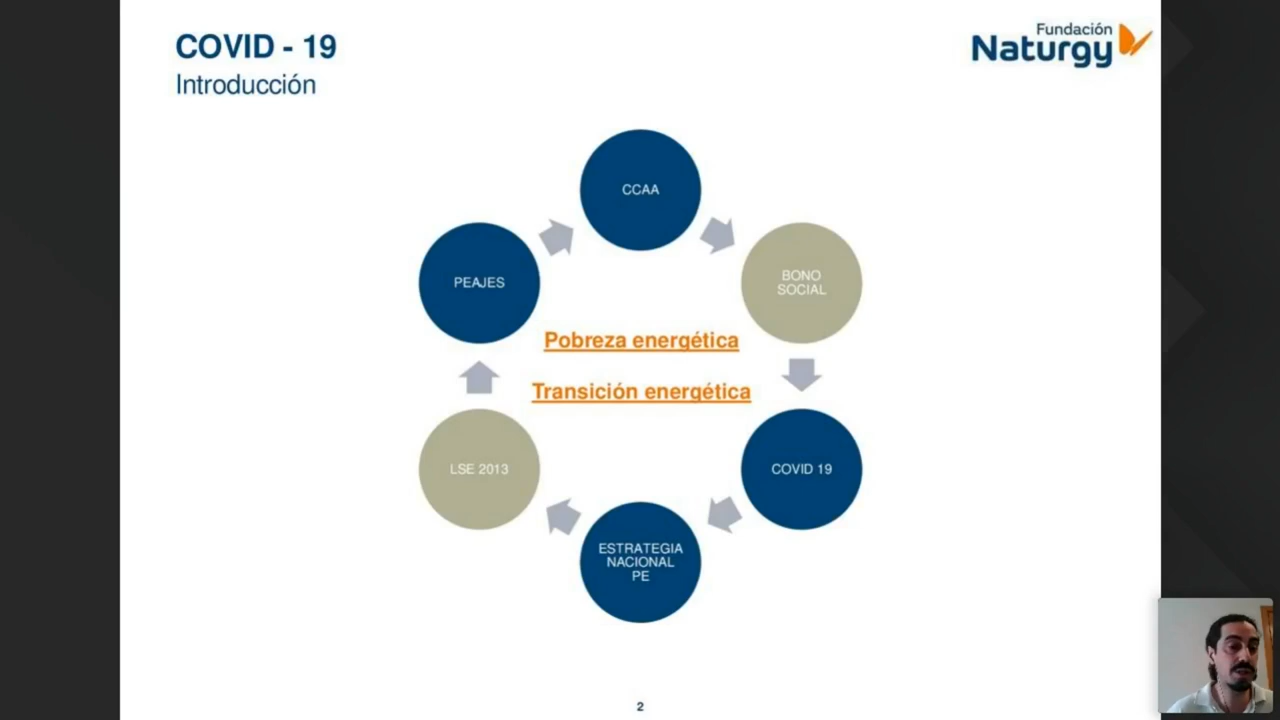 COVID - 19
Introducción
Fundación
Naturgy
CCAA
PEAJES
BONO
SOCIAL
Pobreza energética
Transición energética
LSE 2013
COVID 19
ESTRATEGIA
NACIONAL
PE
2